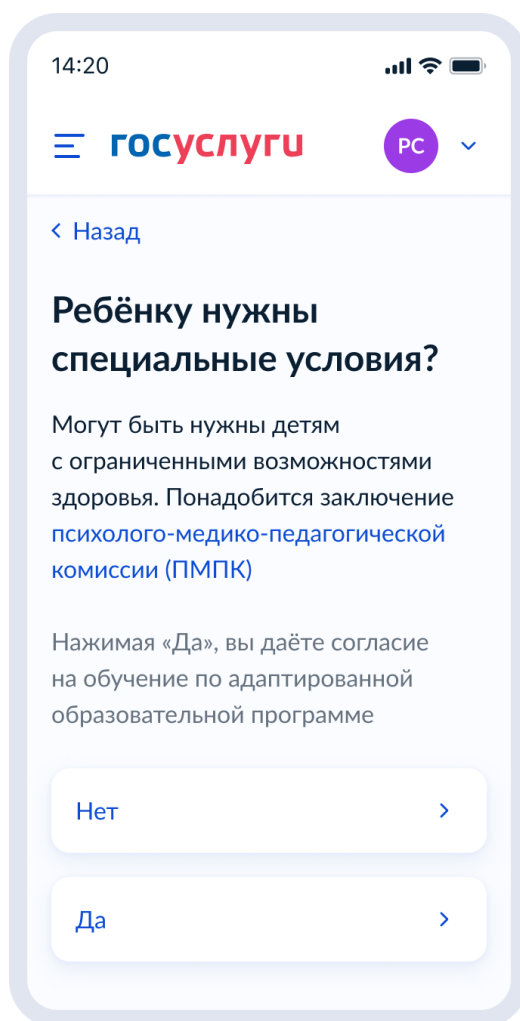 14:20
госуслуги
РС
Назад
Ребёнку нужны
специальные условия?
Могут быть нужны детям
с ограниченными возможностями
здоровья. Понадобится заключение
психолого-медико-педагогической
комиссии (ПМПК)
Нажимая «Да», вы даёте согласие
на обучение по адаптированной
образовательной программе
Нет
Да